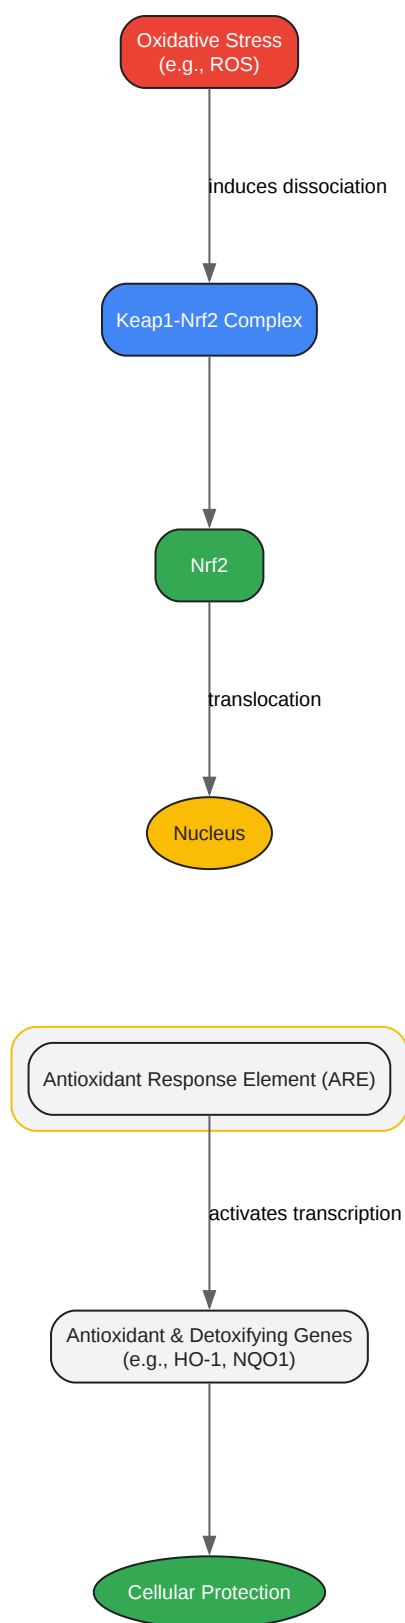 Oxidative Stress
(e.g., ROS)
induces dissociation
Keap1-Nrf2 Complex
Nrf2
translocation
Nucleus
Antioxidant Response Element (ARE)
activates transcription
Antioxidant & Detoxifying Genes
(e.g., HO-1, NQO1)
Cellular Protection